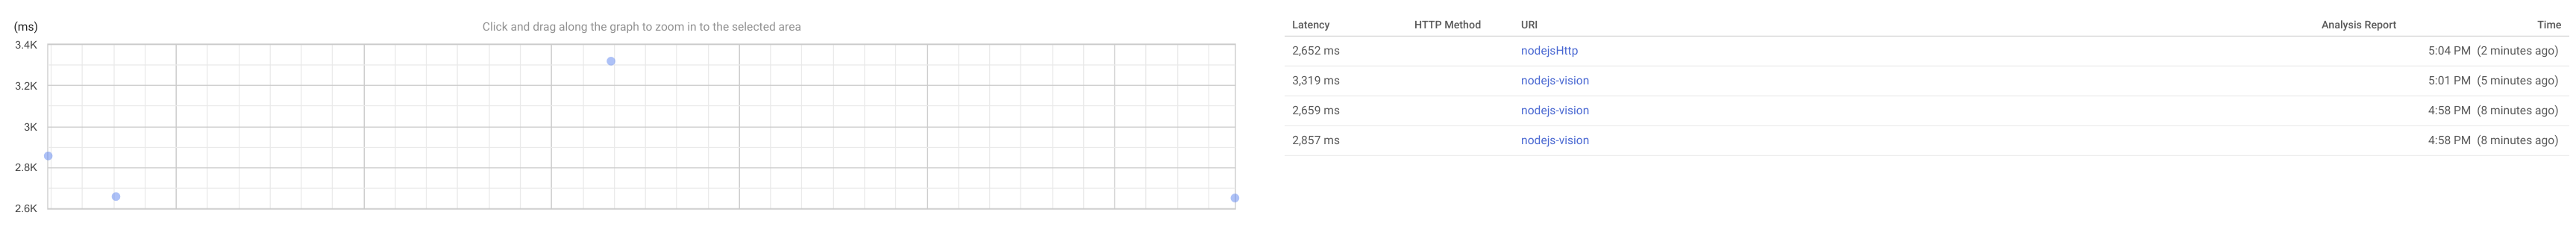 (ms) Click and drag along the graph to zoom in to the selected area
3.4K
3.2K
3K
2.8K
2.6K
Latency HTTP Method URI Analysis Report Time
2,652 ms nodejsHttp 5:04 PM (2 minutes ago)
3,319 ms nodejs-vision 5:01 PM (5 minutes ago)
2,659 ms nodejs-vision 4:58 PM (8 minutes ago)
2,857 ms nodejs-vision 4:58 PM (8 minutes ago)